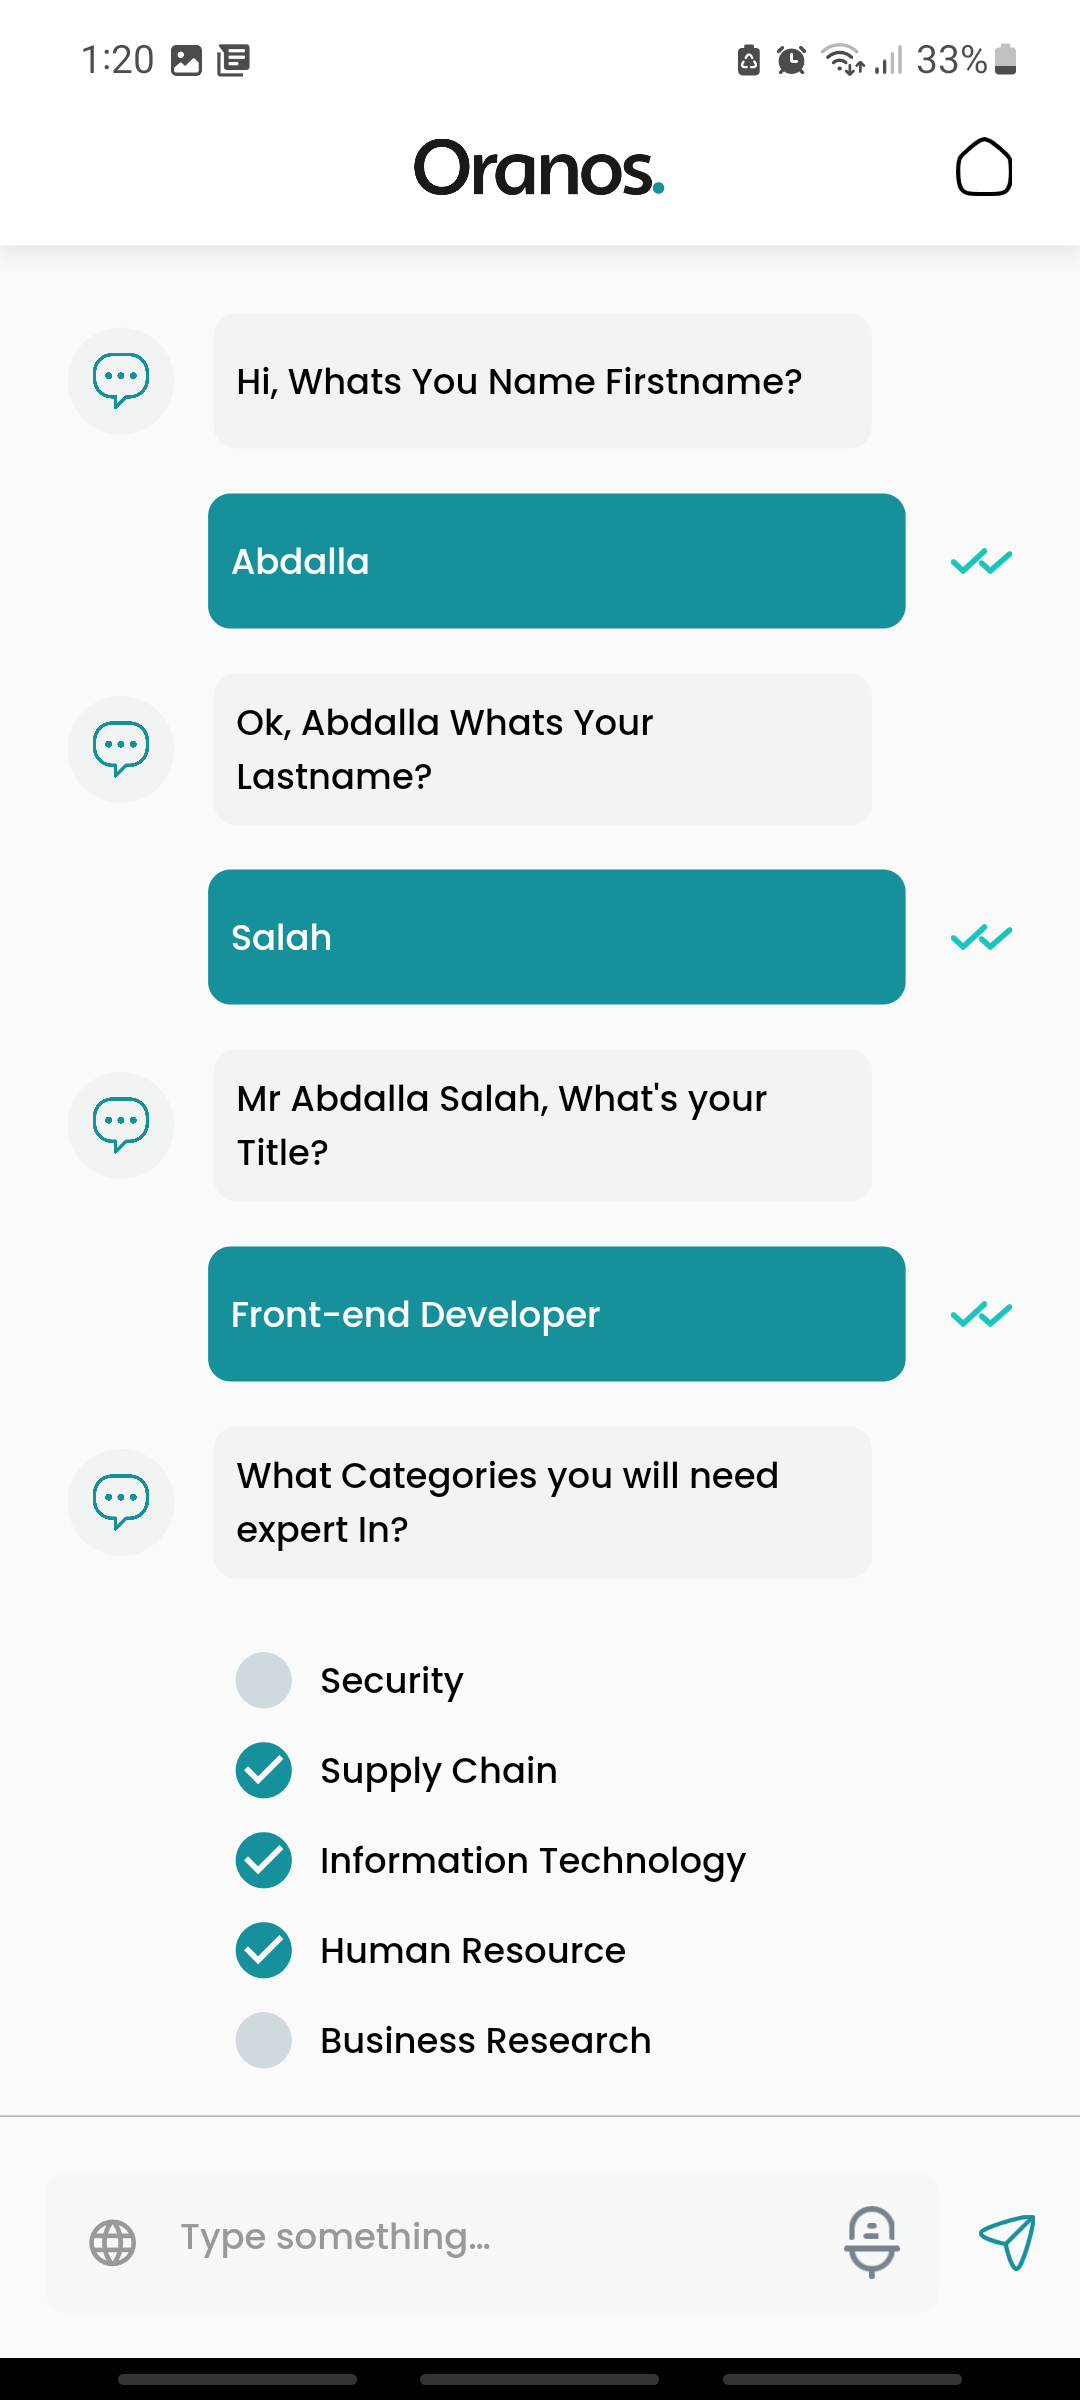 1:20
33%
Oranos.
Hi, Whats You Name Firstname?
Abdalla
Ok, Abdalla Whats Your
Lastname?
Salah
Mr Abdalla Salah, What's your
Title?
Front-end Developer
What Categories you will need
expert In?
Security
Supply Chain
Information Technology
Human Resource
Business Research
Type something...